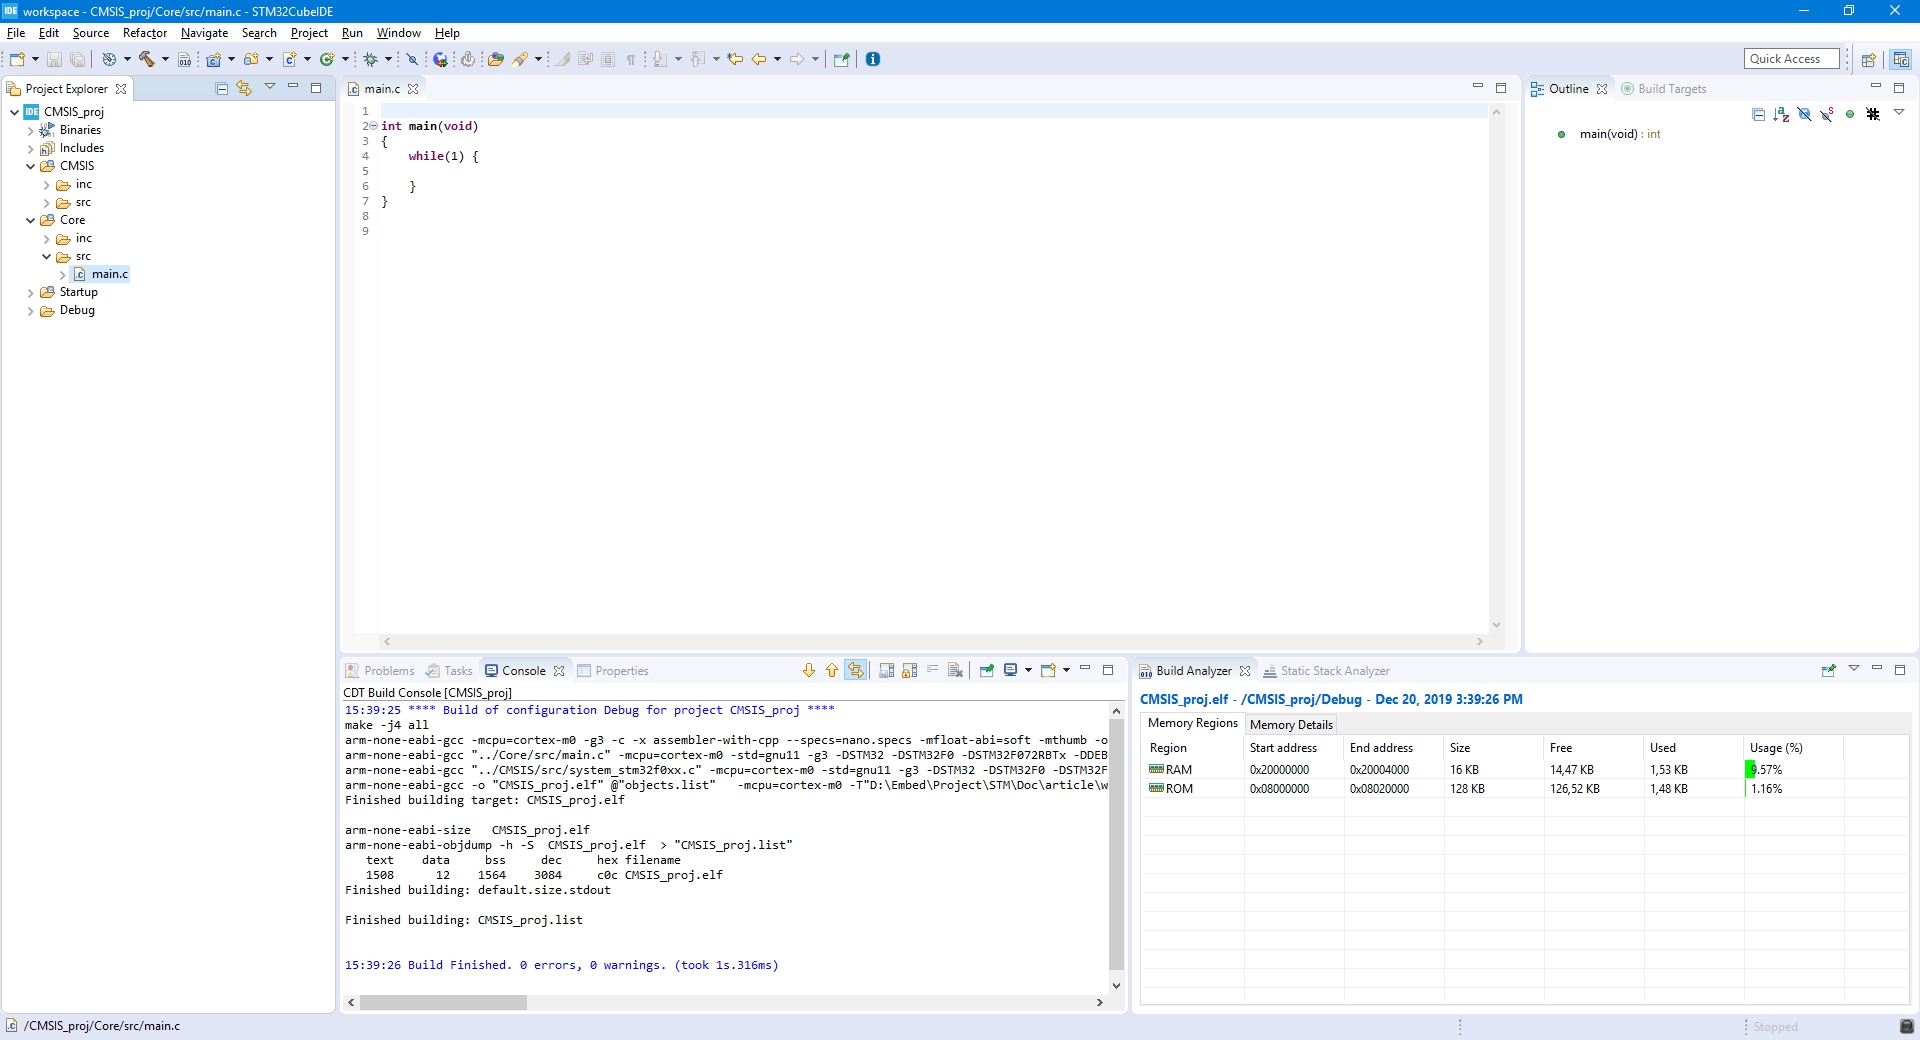 workspace - CMSIS_proj/Core/src/main.c - STM32CubeIDE
File Edit Source Refactor Navigate Search Project Run Window Help
Quick Access
Project Explorer
CMSIS_proj
Binaries
Includes
CMSIS
inc
src
Core
inc
src
main.c
Startup
Debug
main.c
1
2 int main(void)
3 {
4 while(1) {
5
6 }
7 }
8
9
Outline Build Targets
main(void) : int
Problems Tasks Console Properties
CDT Build Console [CMSIS_proj]
15:39:25 **** Build of configuration Debug for project CMSIS_proj ****
make -j4 all
arm-none-eabi-gcc -mcpu=cortex-m0 -g3 -c -x assembler-with-cpp --specs=nano.specs -mfloat-abi=soft -mthumb -o
arm-none-eabi-gcc "../Core/src/main.c" -mcpu=cortex-m0 -std=gnu11 -g3 -DSTM32 -DSTM32F0 -DSTM32F072RBTx -DDEB
arm-none-eabi-gcc "../CMSIS/src/system_stm32f0xx.c" -mcpu=cortex-m0 -std=gnu11 -g3 -DSTM32 -DSTM32F0 -DSTM32F
arm-none-eabi-gcc -o "CMSIS_proj.elf" @"objects.list" -mcpu=cortex-m0 -T"D:\Embed\Project\STM\Doc\article\w
Finished building target: CMSIS_proj.elf
arm-none-eabi-size CMSIS_proj.elf
arm-none-eabi-objdump -h -S CMSIS_proj.elf > "CMSIS_proj.list"
text data bss dec hex filename
1508 12 1564 3084 c0c CMSIS_proj.elf
Finished building: default.size.stdout
Finished building: CMSIS_proj.list
15:39:26 Build Finished. 0 errors, 0 warnings. (took 1s.316ms)
Build Analyzer Static Stack Analyzer
CMSIS_proj.elf - /CMSIS_proj/Debug - Dec 20, 2019 3:39:26 PM
Memory Regions Memory Details
Region Start address End address Size Free Used Usage (%)
RAM 0x20000000 0x20004000 16 KB 14,47 KB 1,53 KB 9.57%
ROM 0x08000000 0x08020000 128 KB 126,52 KB 1,48 KB 1.16%
/CMSIS_proj/Core/src/main.c
Stopped